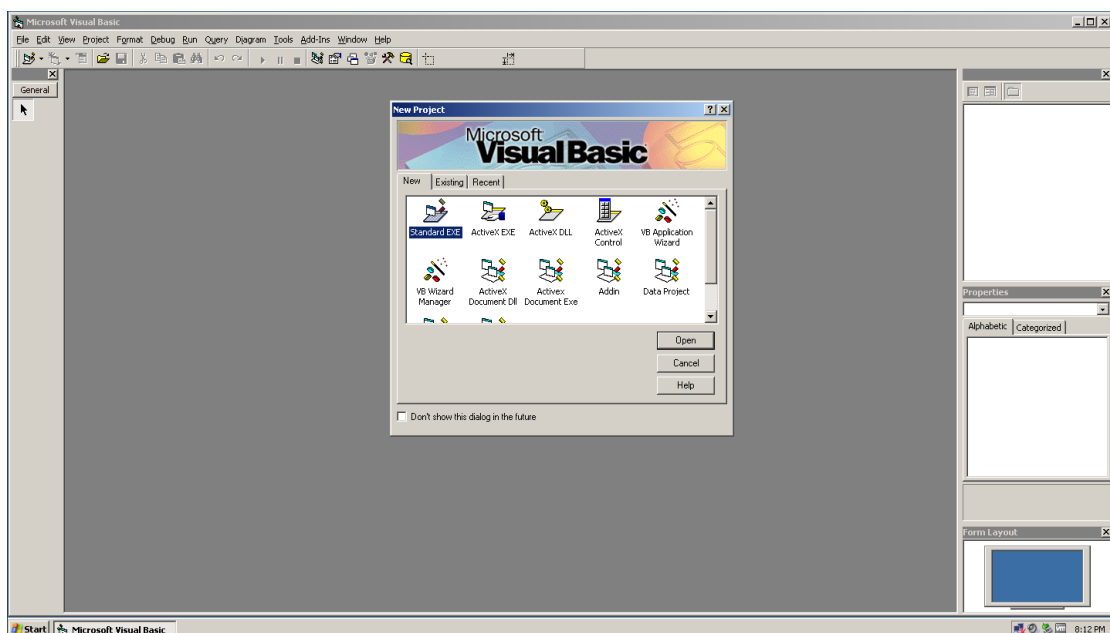 Microsoft Visual Basic
File Edit View Project Format Debug Run Query Diagram Tools Add-Ins Window Help
General
New Project
Microsoft
Visual Basic
New Existing Recent
Standard EXE ActiveX EXE ActiveX DLL ActiveX Control VB Application Wizard
VB Wizard Manager ActiveX Document Dll Activex Document Exe Addin Data Project
Open
Cancel
Help
Don't show this dialog in the future
Properties
Alphabetic Categorized
Form Layout
Start Microsoft Visual Basic 8:12 PM